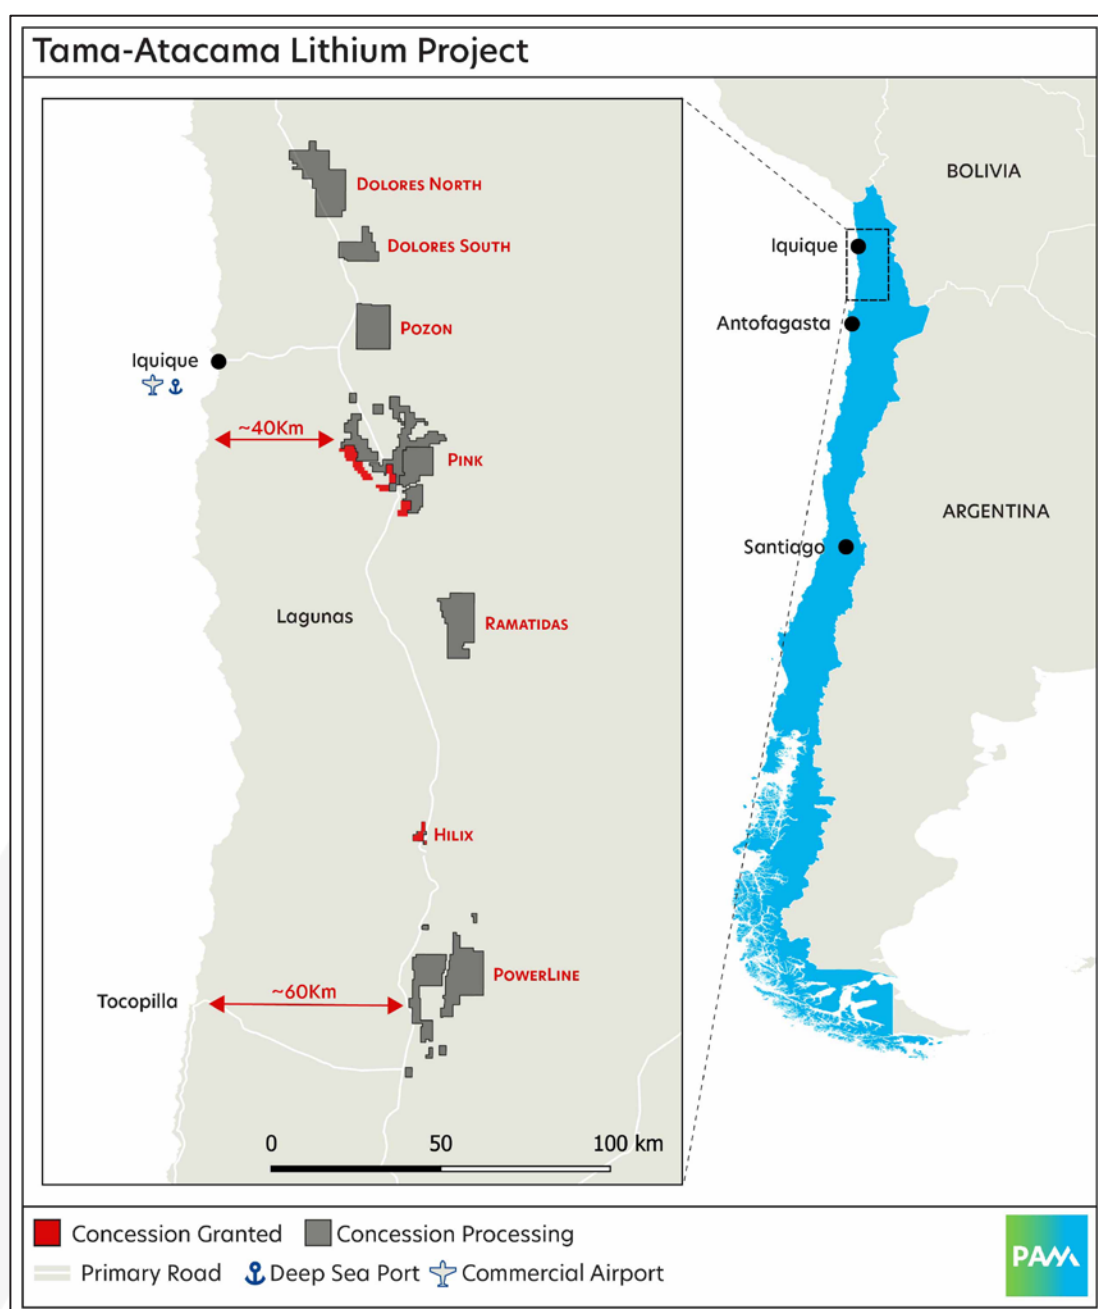 Tama-Atacama Lithium Project
DOLORES NORTH
DOLORES SOUTH
POZON
Iquique
~40Km
PINK
Lagunas
RAMATIDAS
HILIX
POWERLINE
Tocopilla
~60Km
0 50 100 km
BOLIVIA
Iquique
Antofagasta
ARGENTINA
Santiago
Concession Granted Concession Processing
Primary Road Deep Sea Port Commercial Airport
PAM